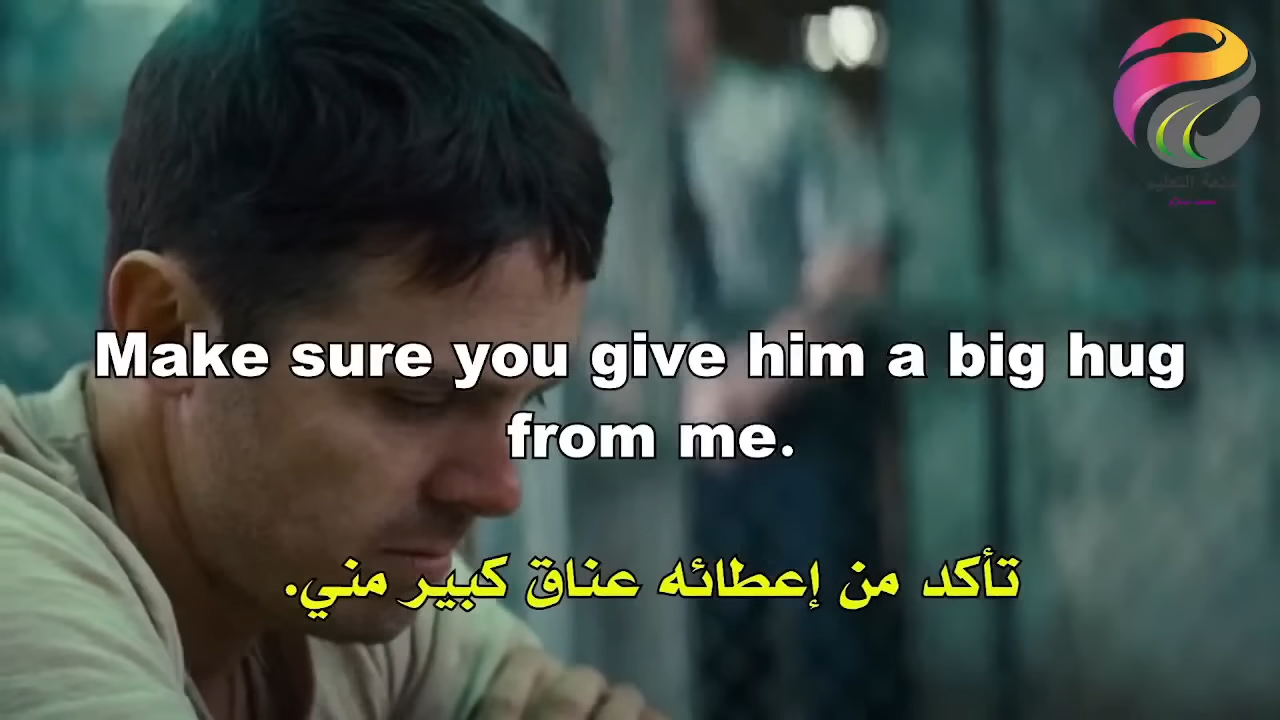 Make sure you give him a big hug
from me.
تأكد من إعطائه عناق كبير مني.